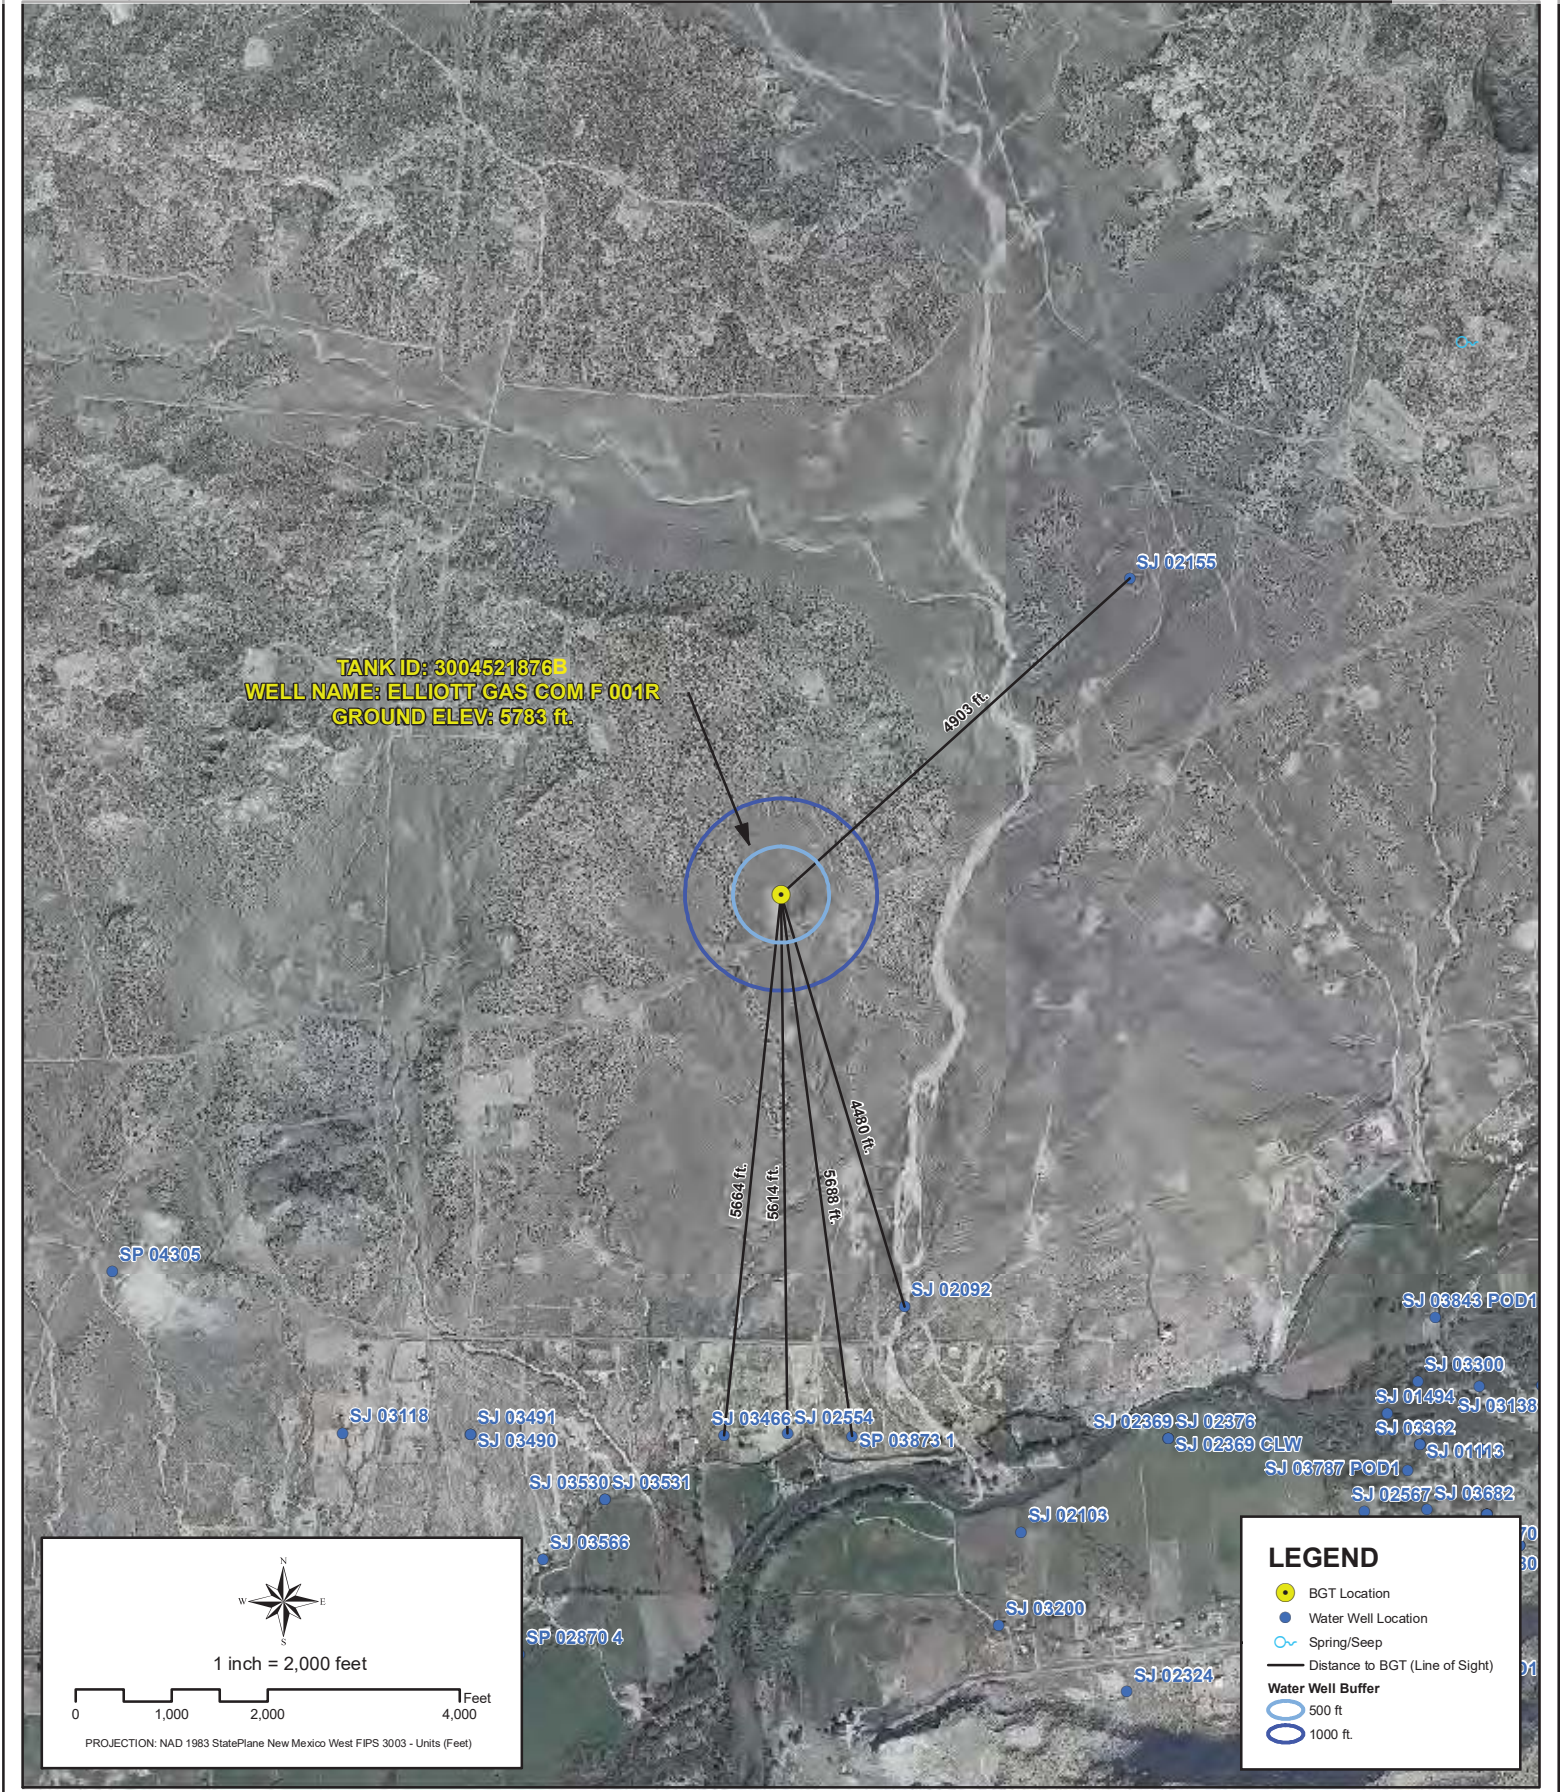 SJ 02155
TANK ID: 3004521876B
WELL NAME: ELLIOTT GAS COM F 001R
GROUND ELEV: 5783 ft.
4903 ft.
4480 ft.
5664 ft.
5614 ft.
5688 ft.
SP 04305
SJ 02092
SJ 03843 POD1
SJ 03300
SJ 01494
SJ 03138
SJ 03118
SJ 03491
SJ 03490
SJ 03466
SJ 02554
SP 03873 1
SJ 02369
SJ 02376
SJ 02369 CLW
SJ 03362
SJ 01113
SJ 03787 POD1
SJ 03530
SJ 03531
SJ 02567
SJ 03682
SJ 02103
SJ 03566
SJ 03200
SP 02870 4
SJ 02324
N
W
E
S
1 inch = 2,000 feet
Feet
0
1,000
2,000
4,000
PROJECTION: NAD 1983 StatePlane New Mexico West FIPS 3003 - Units (Feet)
LEGEND
BGT Location
Water Well Location
Spring/Seep
Distance to BGT (Line of Sight)
Water Well Buffer
500 ft
1000 ft.